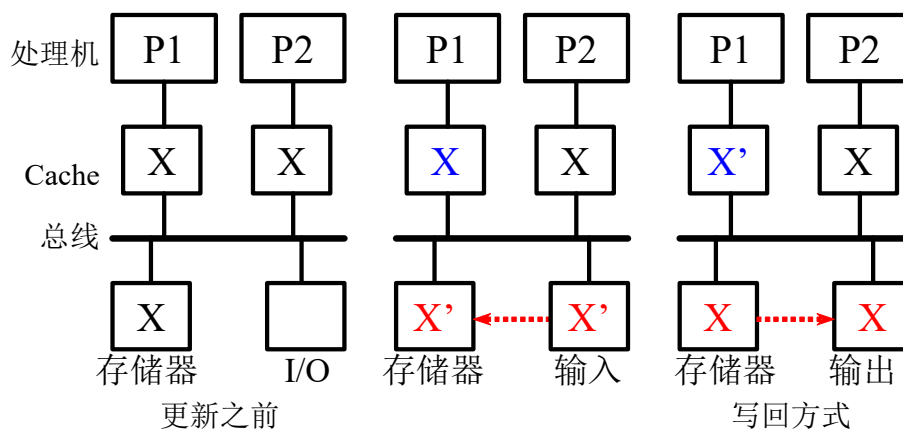 处理机 P1 P2 P1 P2 P1 P2
Cache X X X X X’ X
总线
X X’ X’ X X
存储器 I/O 存储器 输入 存储器 输出
更新之前 写回方式